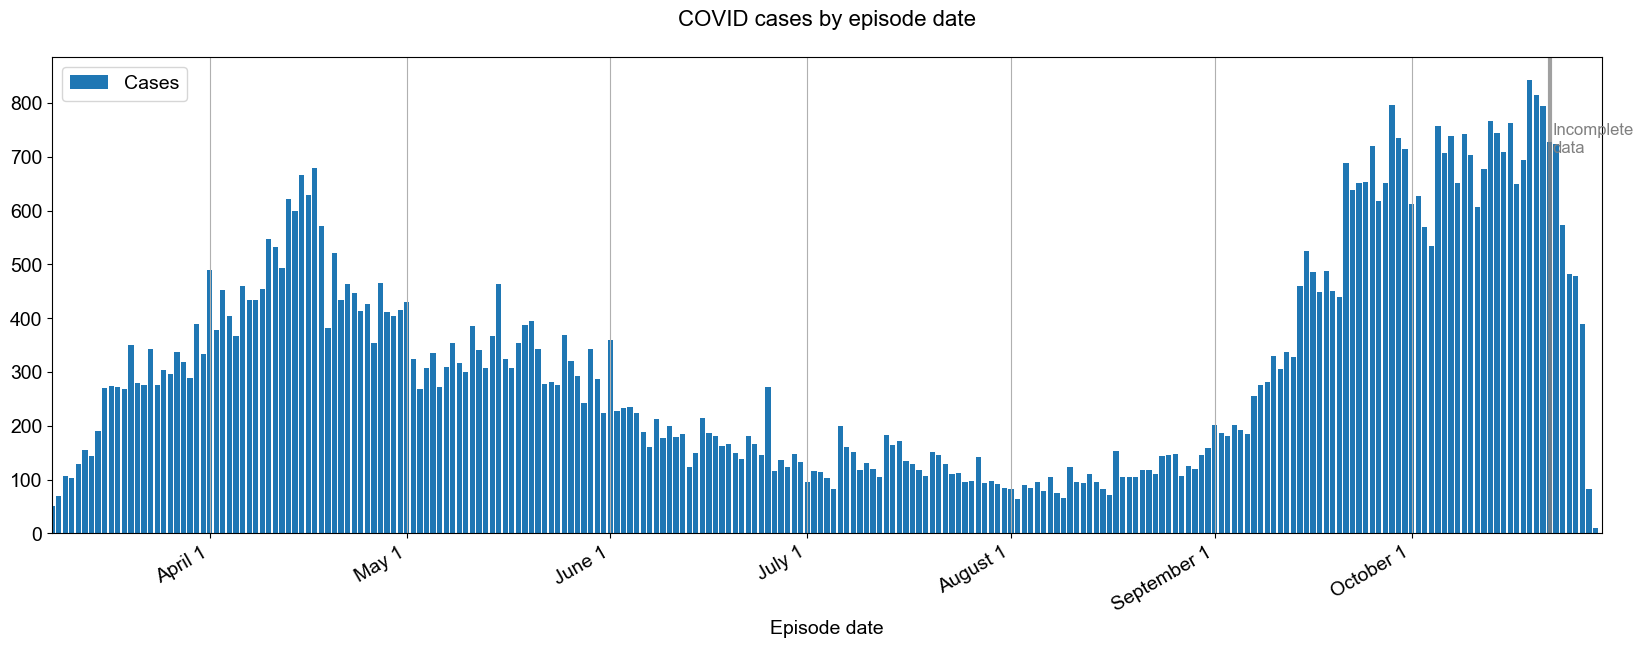 COVID cases by episode date
Cases
800
700
600
500
400
300
200
100
0
Incomplete
data
April 1
May 1
June 1
July 1
August 1
September 1
October 1
Episode date